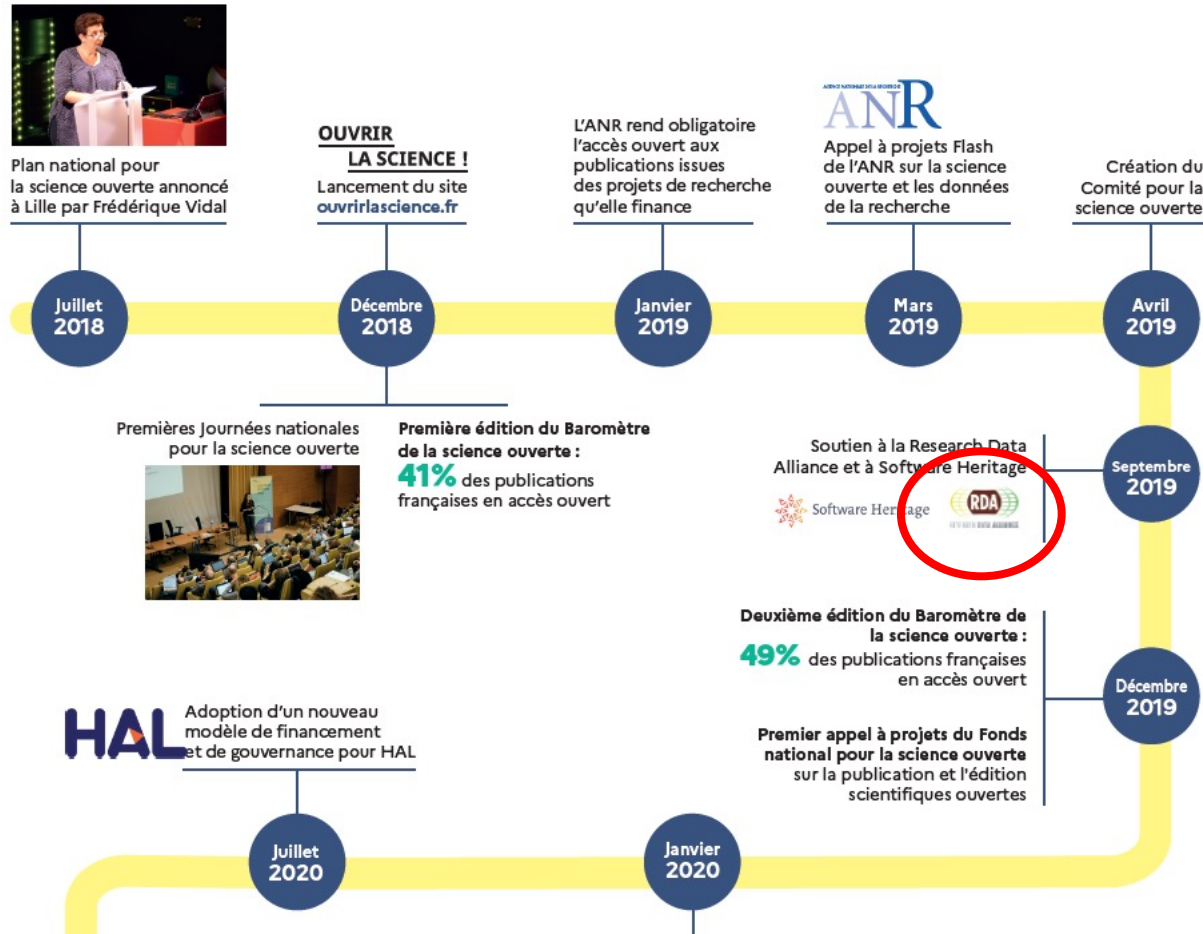 Plan national pour
la science ouverte annoncé
à Lille par Frédérique Vidal
OUVRIR
LA SCIENCE !
Lancement du site
ouvrirlascience.fr
L'ANR rend obligatoire
l'accès ouvert aux
publications issues
des projets de recherche
qu'elle finance
AGENCE NATIONALE DE LA RECHERCHE
ANR
Appel à projets Flash
de l'ANR sur la science
ouverte et les données
de la recherche
Création du
Comité pour la
science ouverte
Juillet
2018
Décembre
2018
Janvier
2019
Mars
2019
Avril
2019
Premières Journées nationales
pour la science ouverte
Première édition du Baromètre
de la science ouverte :
41% des publications
françaises en accès ouvert
Soutien à la Research Data
Alliance et à Software Heritage
Software Heritage
RDA
RESEARCH DATA ALLIANCE
Septembre
2019
Deuxième édition du Baromètre de
la science ouverte :
49% des publications françaises
en accès ouvert
Premier appel à projets du Fonds
national pour la science ouverte
sur la publication et l'édition
scientifiques ouvertes
Décembre
2019
HAL
Adoption d'un nouveau
modèle de financement
et de gouvernance pour HAL
Juillet
2020
Janvier
2020